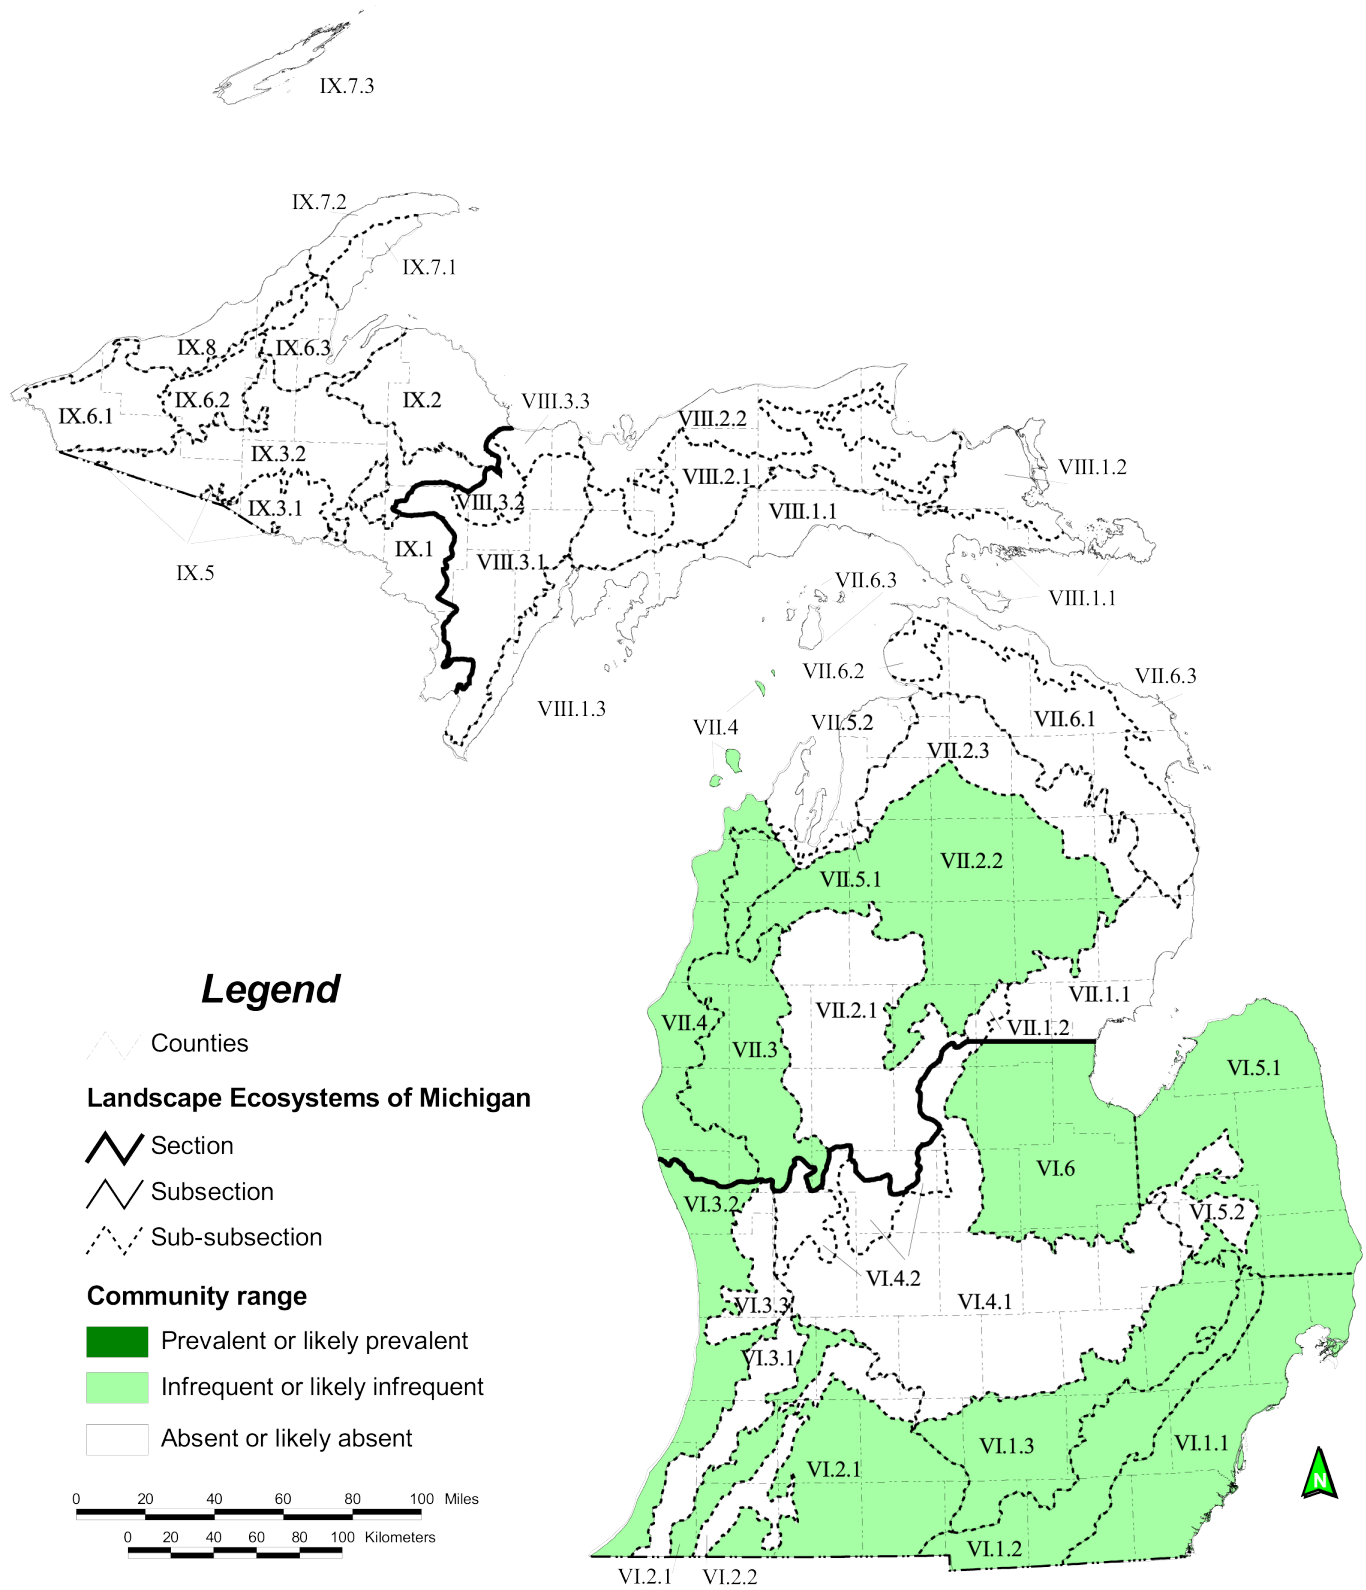 IX.7.3
IX.7.2
IX.7.1
IX.8
IX.6.3
IX.6.1
IX.6.2
IX.2
VIII.3.3
VIII.2.2
IX.3.2
VIII.2.1
VIII.1.2
IX.3.1
VIII.3.2
VIII.1.1
IX.1
VIII.3.1
IX.5
VII.6.3
VIII.1.1
VII.6.2
VII.6.3
VIII.1.3
VII.4
VII.5.2
VII.6.1
VII.2.3
VII.5.1
VII.2.2
VII.4
VII.3
VII.2.1
VII.1.1
VII.1.2
VI.5.1
VI.6
VI.3.2
VI.5.2
VI.4.2
VI.3.3
VI.4.1
VI.3.1
VI.1.3
VI.1.1
VI.2.1
VI.1.2
VI.2.1
VI.2.2
Legend
Counties
Landscape Ecosystems of Michigan
Section
Subsection
Sub-subsection
Community range
Prevalent or likely prevalent
Infrequent or likely infrequent
Absent or likely absent
0 20 40 60 80 100 Miles
0 20 40 60 80 100 Kilometers
N